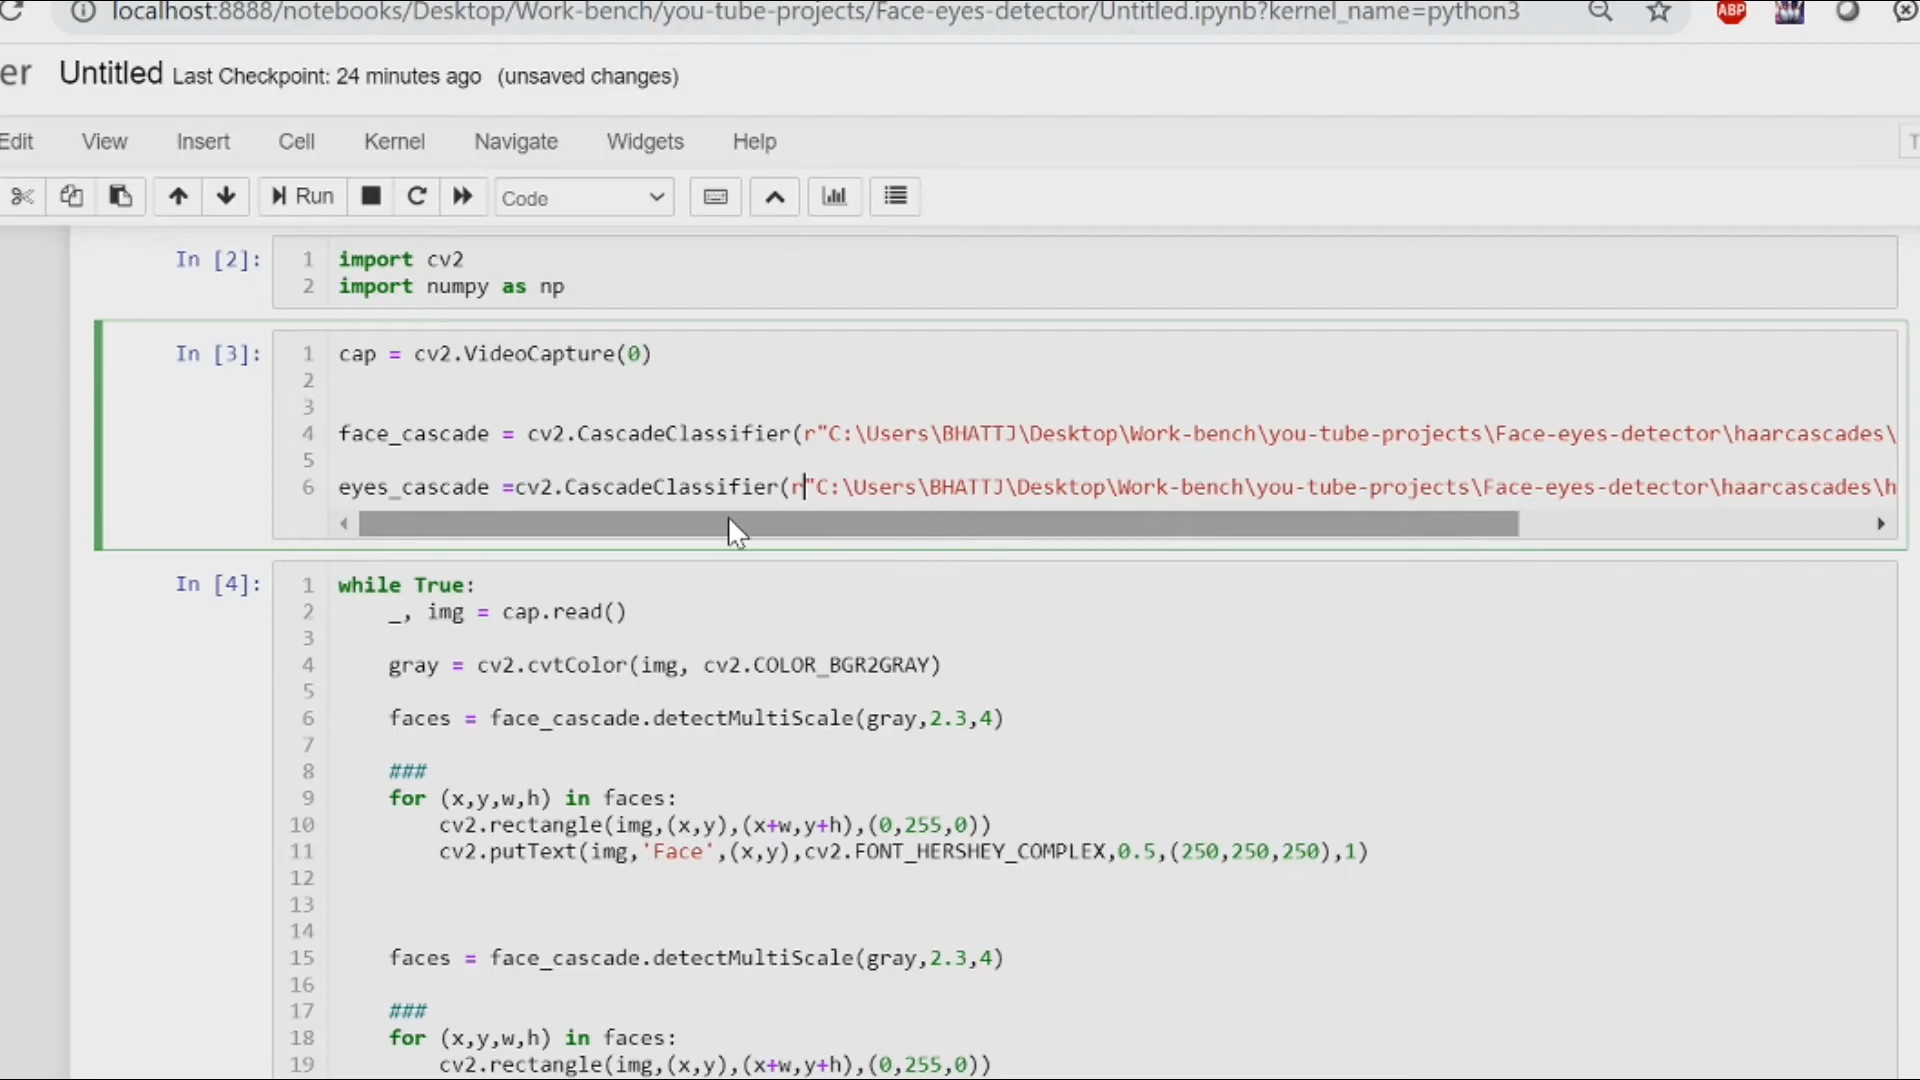 localhost:8888/notebooks/Desktop/Work-bench/you-tube-projects/Face-eyes-detector/Untitled.ipynb?kernel_name=python3
ABP
er Untitled Last Checkpoint: 24 minutes ago (unsaved changes)
Edit View Insert Cell Kernel Navigate Widgets Help
Run Code
In [2]:
1 import cv2
2 import numpy as np
In [3]:
1 cap = cv2.VideoCapture(0)
2
3
4 face_cascade = cv2.CascadeClassifier(r"C:\Users\BHATTJ\Desktop\Work-bench\you-tube-projects\Face-eyes-detector\haarcascades\
5
6 eyes_cascade =cv2.CascadeClassifier(r"C:\Users\BHATTJ\Desktop\Work-bench\you-tube-projects\Face-eyes-detector\haarcascades\h
In [4]:
1 while True:
2     _, img = cap.read()
3
4     gray = cv2.cvtColor(img, cv2.COLOR_BGR2GRAY)
5
6     faces = face_cascade.detectMultiScale(gray,2.3,4)
7
8     ###
9     for (x,y,w,h) in faces:
10         cv2.rectangle(img,(x,y),(x+w,y+h),(0,255,0))
11         cv2.putText(img,'Face',(x,y),cv2.FONT_HERSHEY_COMPLEX,0.5,(250,250,250),1)
12
13
14
15     faces = face_cascade.detectMultiScale(gray,2.3,4)
16
17     ###
18     for (x,y,w,h) in faces:
19         cv2.rectangle(img,(x,y),(x+w,y+h),(0,255,0))